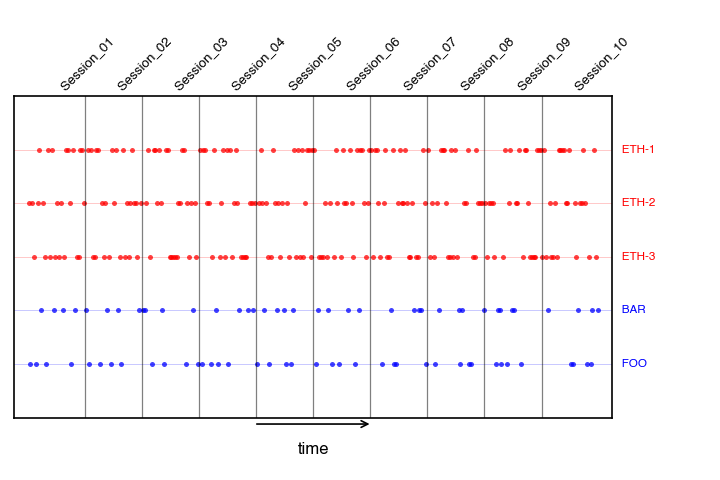 Session_01
Session_02
Session_03
Session_04
Session_05
Session_06
Session_07
Session_08
Session_09
Session_10
ETH-1
ETH-2
ETH-3
BAR
FOO
time